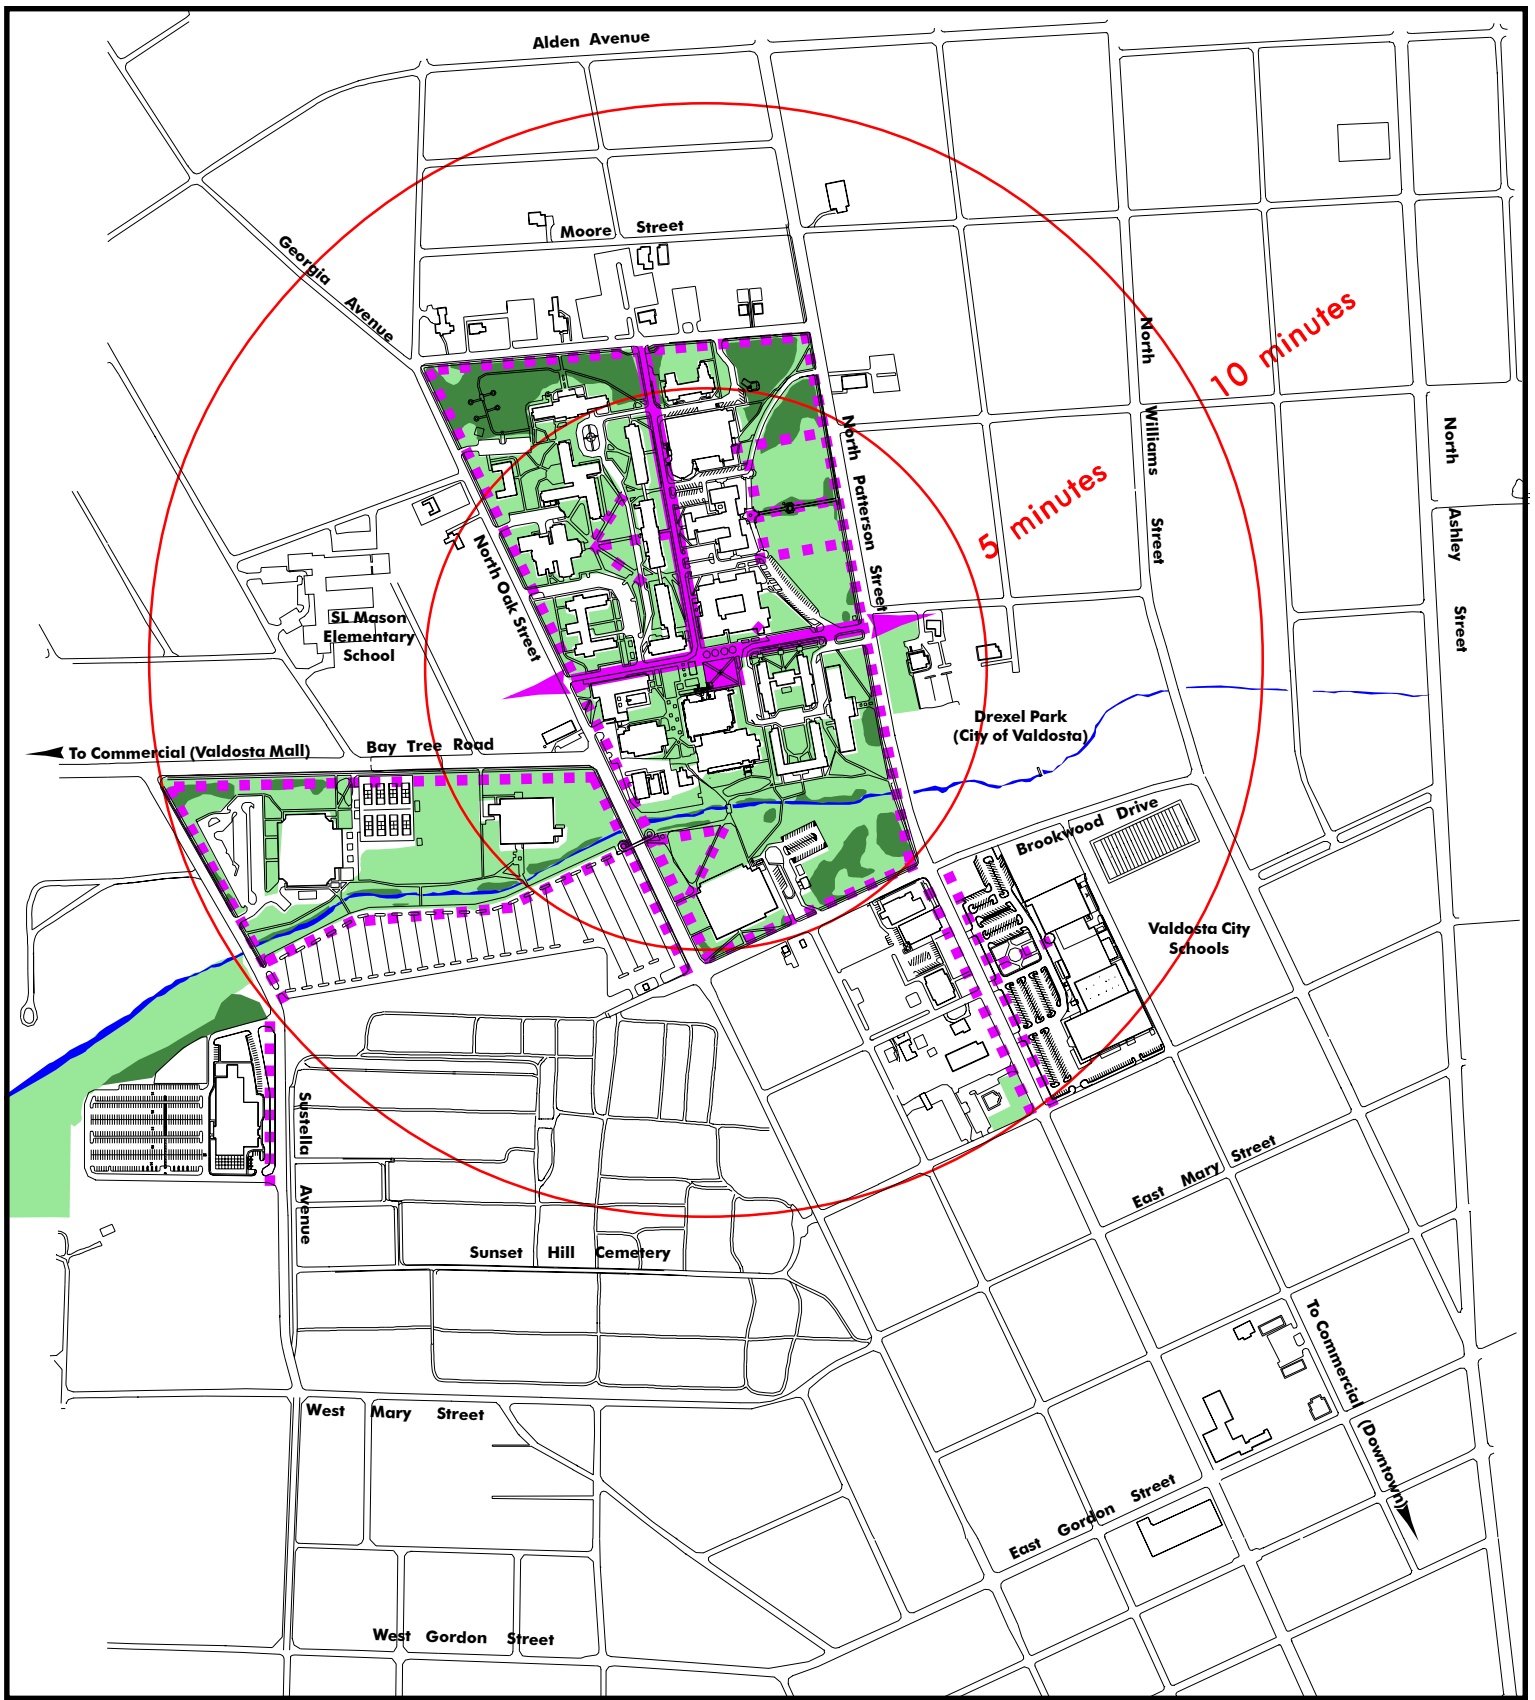 Alden Avenue
Moore Street
Georgia Avenue
10 minutes
North Williams Street
North Patterson Street
North Ashley Street
5 minutes
North Oak Street
SL Mason
Elementary
School
Drexel Park
(City of Valdosta)
To Commercial (Valdosta Mall)
Bay Tree Road
Brookwood Drive
Valdosta City
Schools
Sustella Avenue
East Mary Street
Sunset Hill Cemetery
To Commercial (Downtown)
West Mary Street
East Gordon Street
West Gordon Street